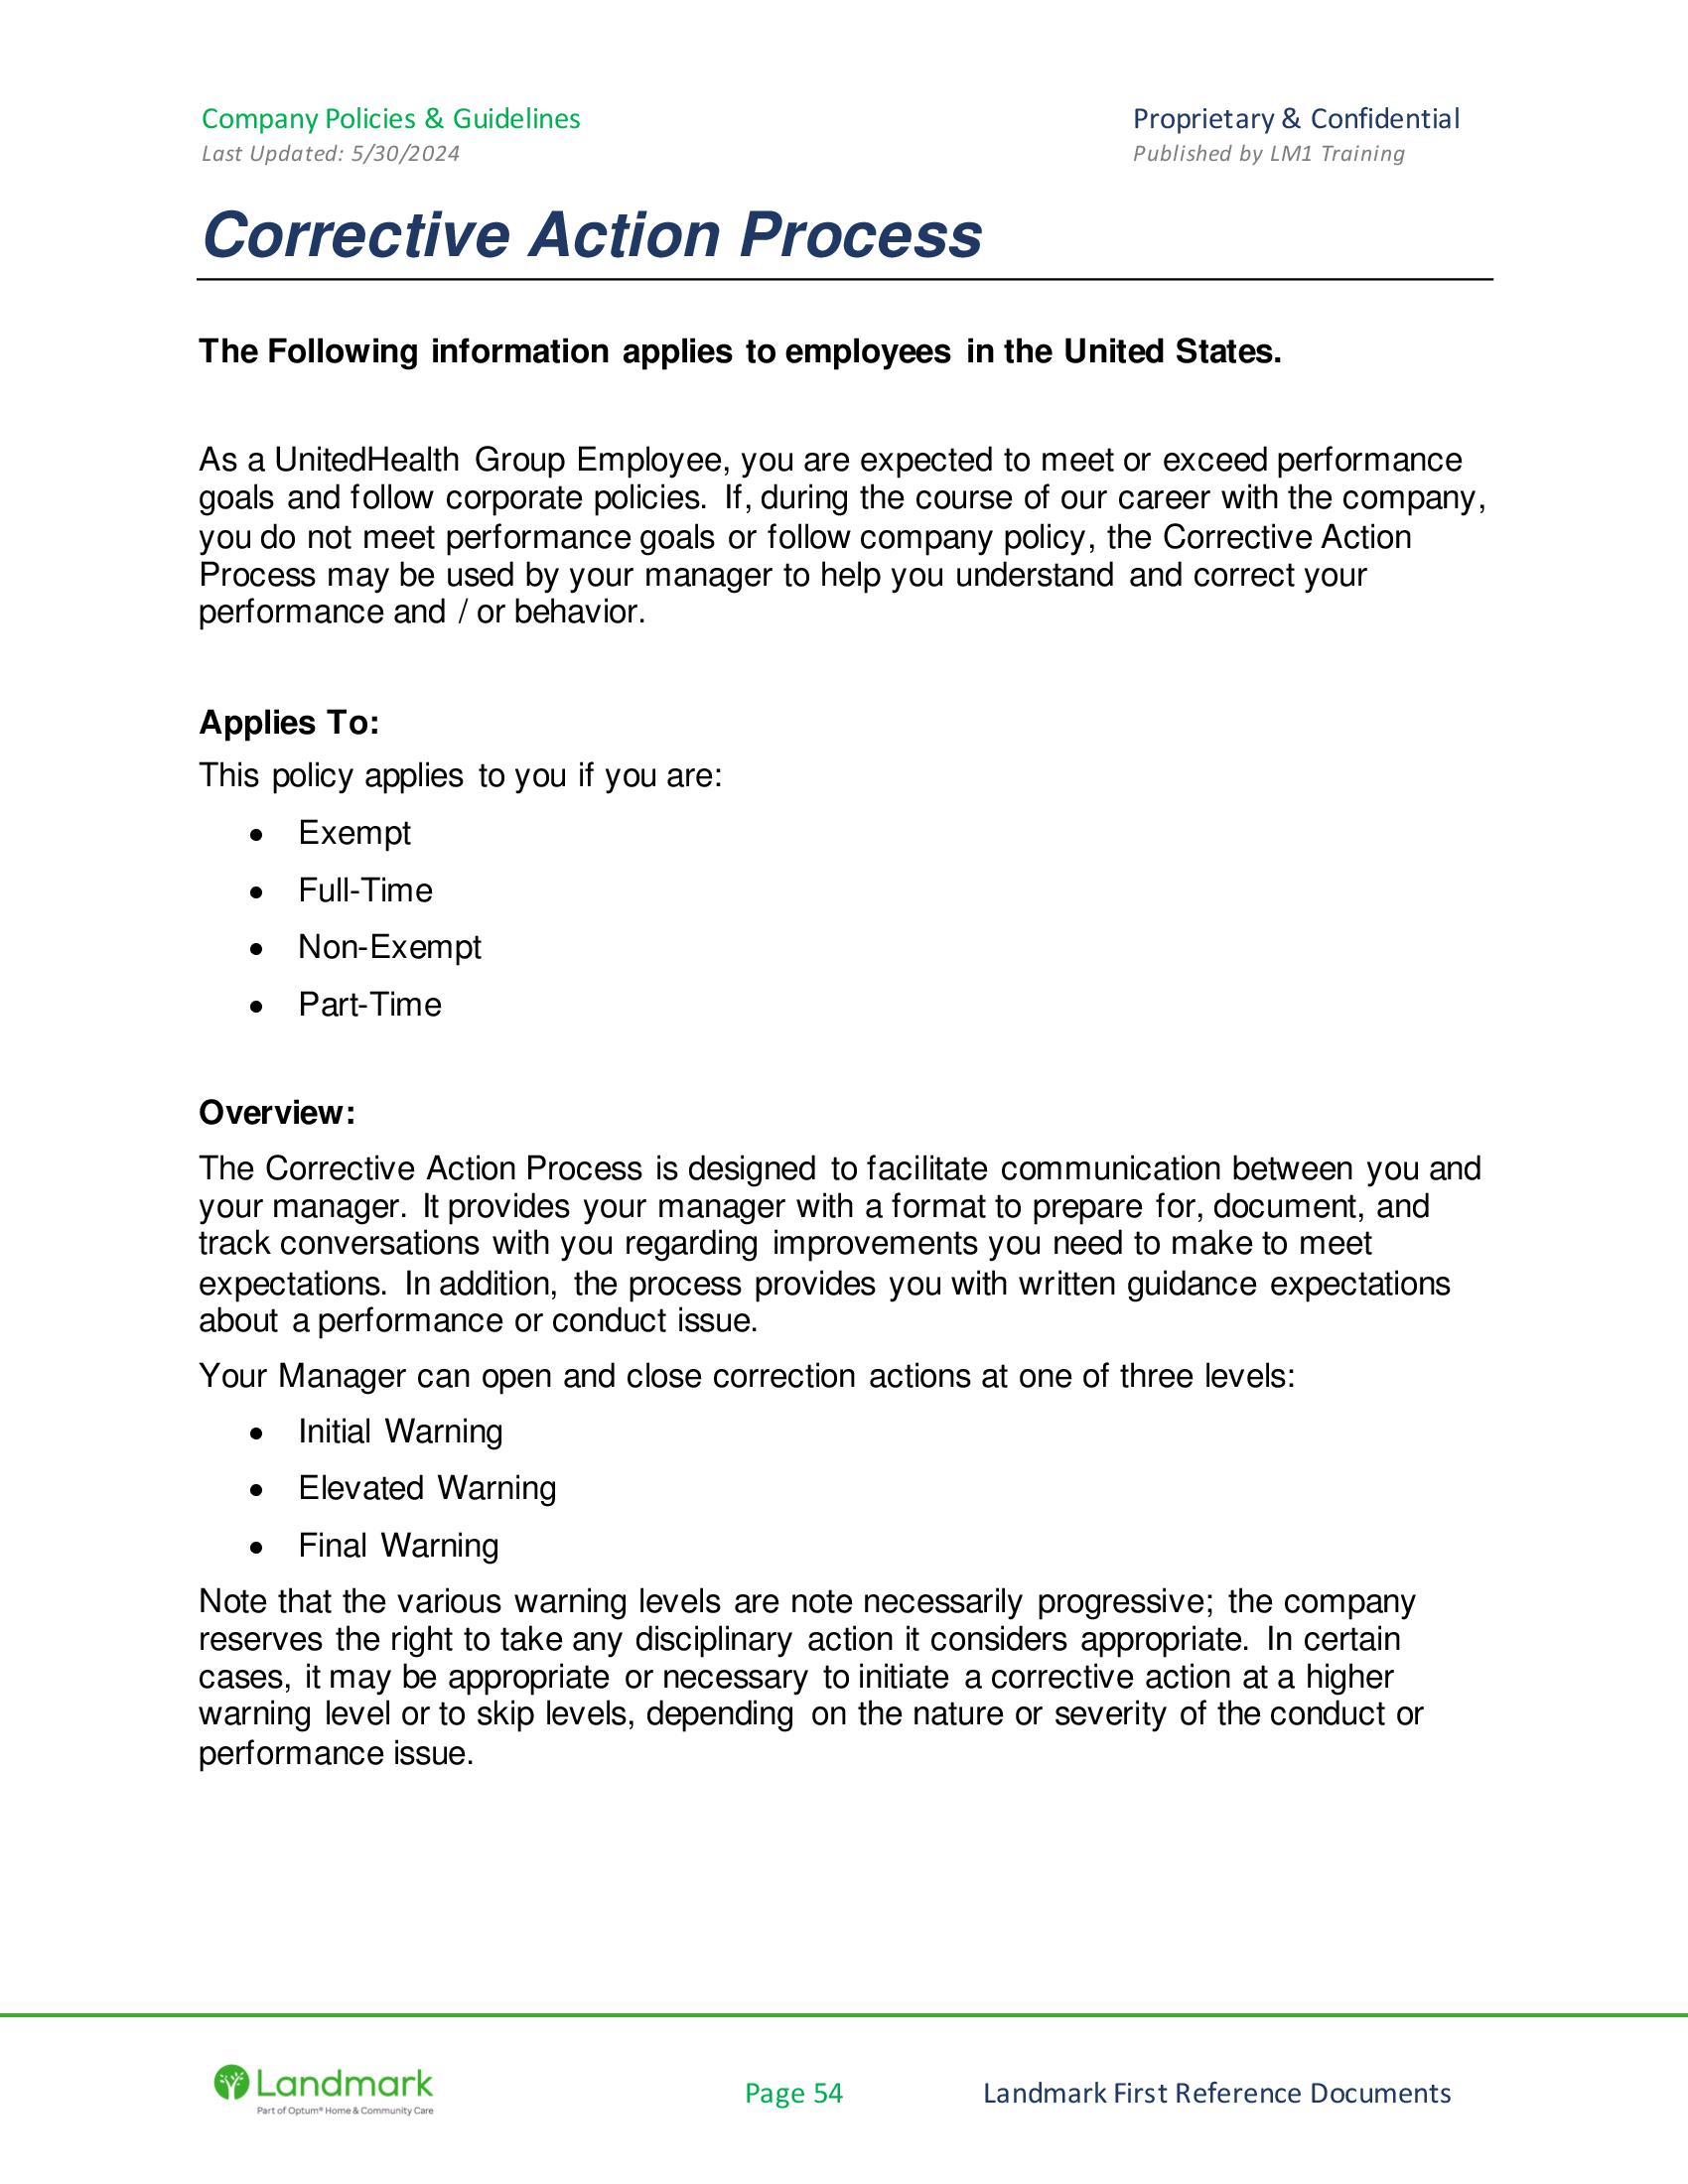 Company Policies & Guidelines
Proprietary & Confidential
Last Updated: 5/30/2024
Published by LM1 Training
Corrective Action Process
The Following information applies to employees in the United States.
As a UnitedHealth Group Employee, you are expected to meet or exceed performance
goals and follow corporate policies. If, during the course of our career with the company,
you do not meet performance goals or follow company policy, the Corrective Action
Process may be used by your manager to help you understand and correct your
performance and / or behavior.
Applies To:
This policy applies to you if you are:
• Exempt
• Full-Time
• Non-Exempt
• Part-Time
Overview:
The Corrective Action Process is designed to facilitate communication between you and
your manager. It provides your manager with a format to prepare for, document, and
track conversations with you regarding improvements you need to make to meet
expectations. In addition, the process provides you with written guidance expectations
about a performance or conduct issue.
Your Manager can open and close correction actions at one of three levels:
• Initial Warning
• Elevated Warning
• Final Warning
Note that the various warning levels are note necessarily progressive; the company
reserves the right to take any disciplinary action it considers appropriate. In certain
cases, it may be appropriate or necessary to initiate a corrective action at a higher
warning level or to skip levels, depending on the nature or severity of the conduct or
performance issue.
Landmark
Part of Optum® Home & Community Care
Page 54
Landmark First Reference Documents